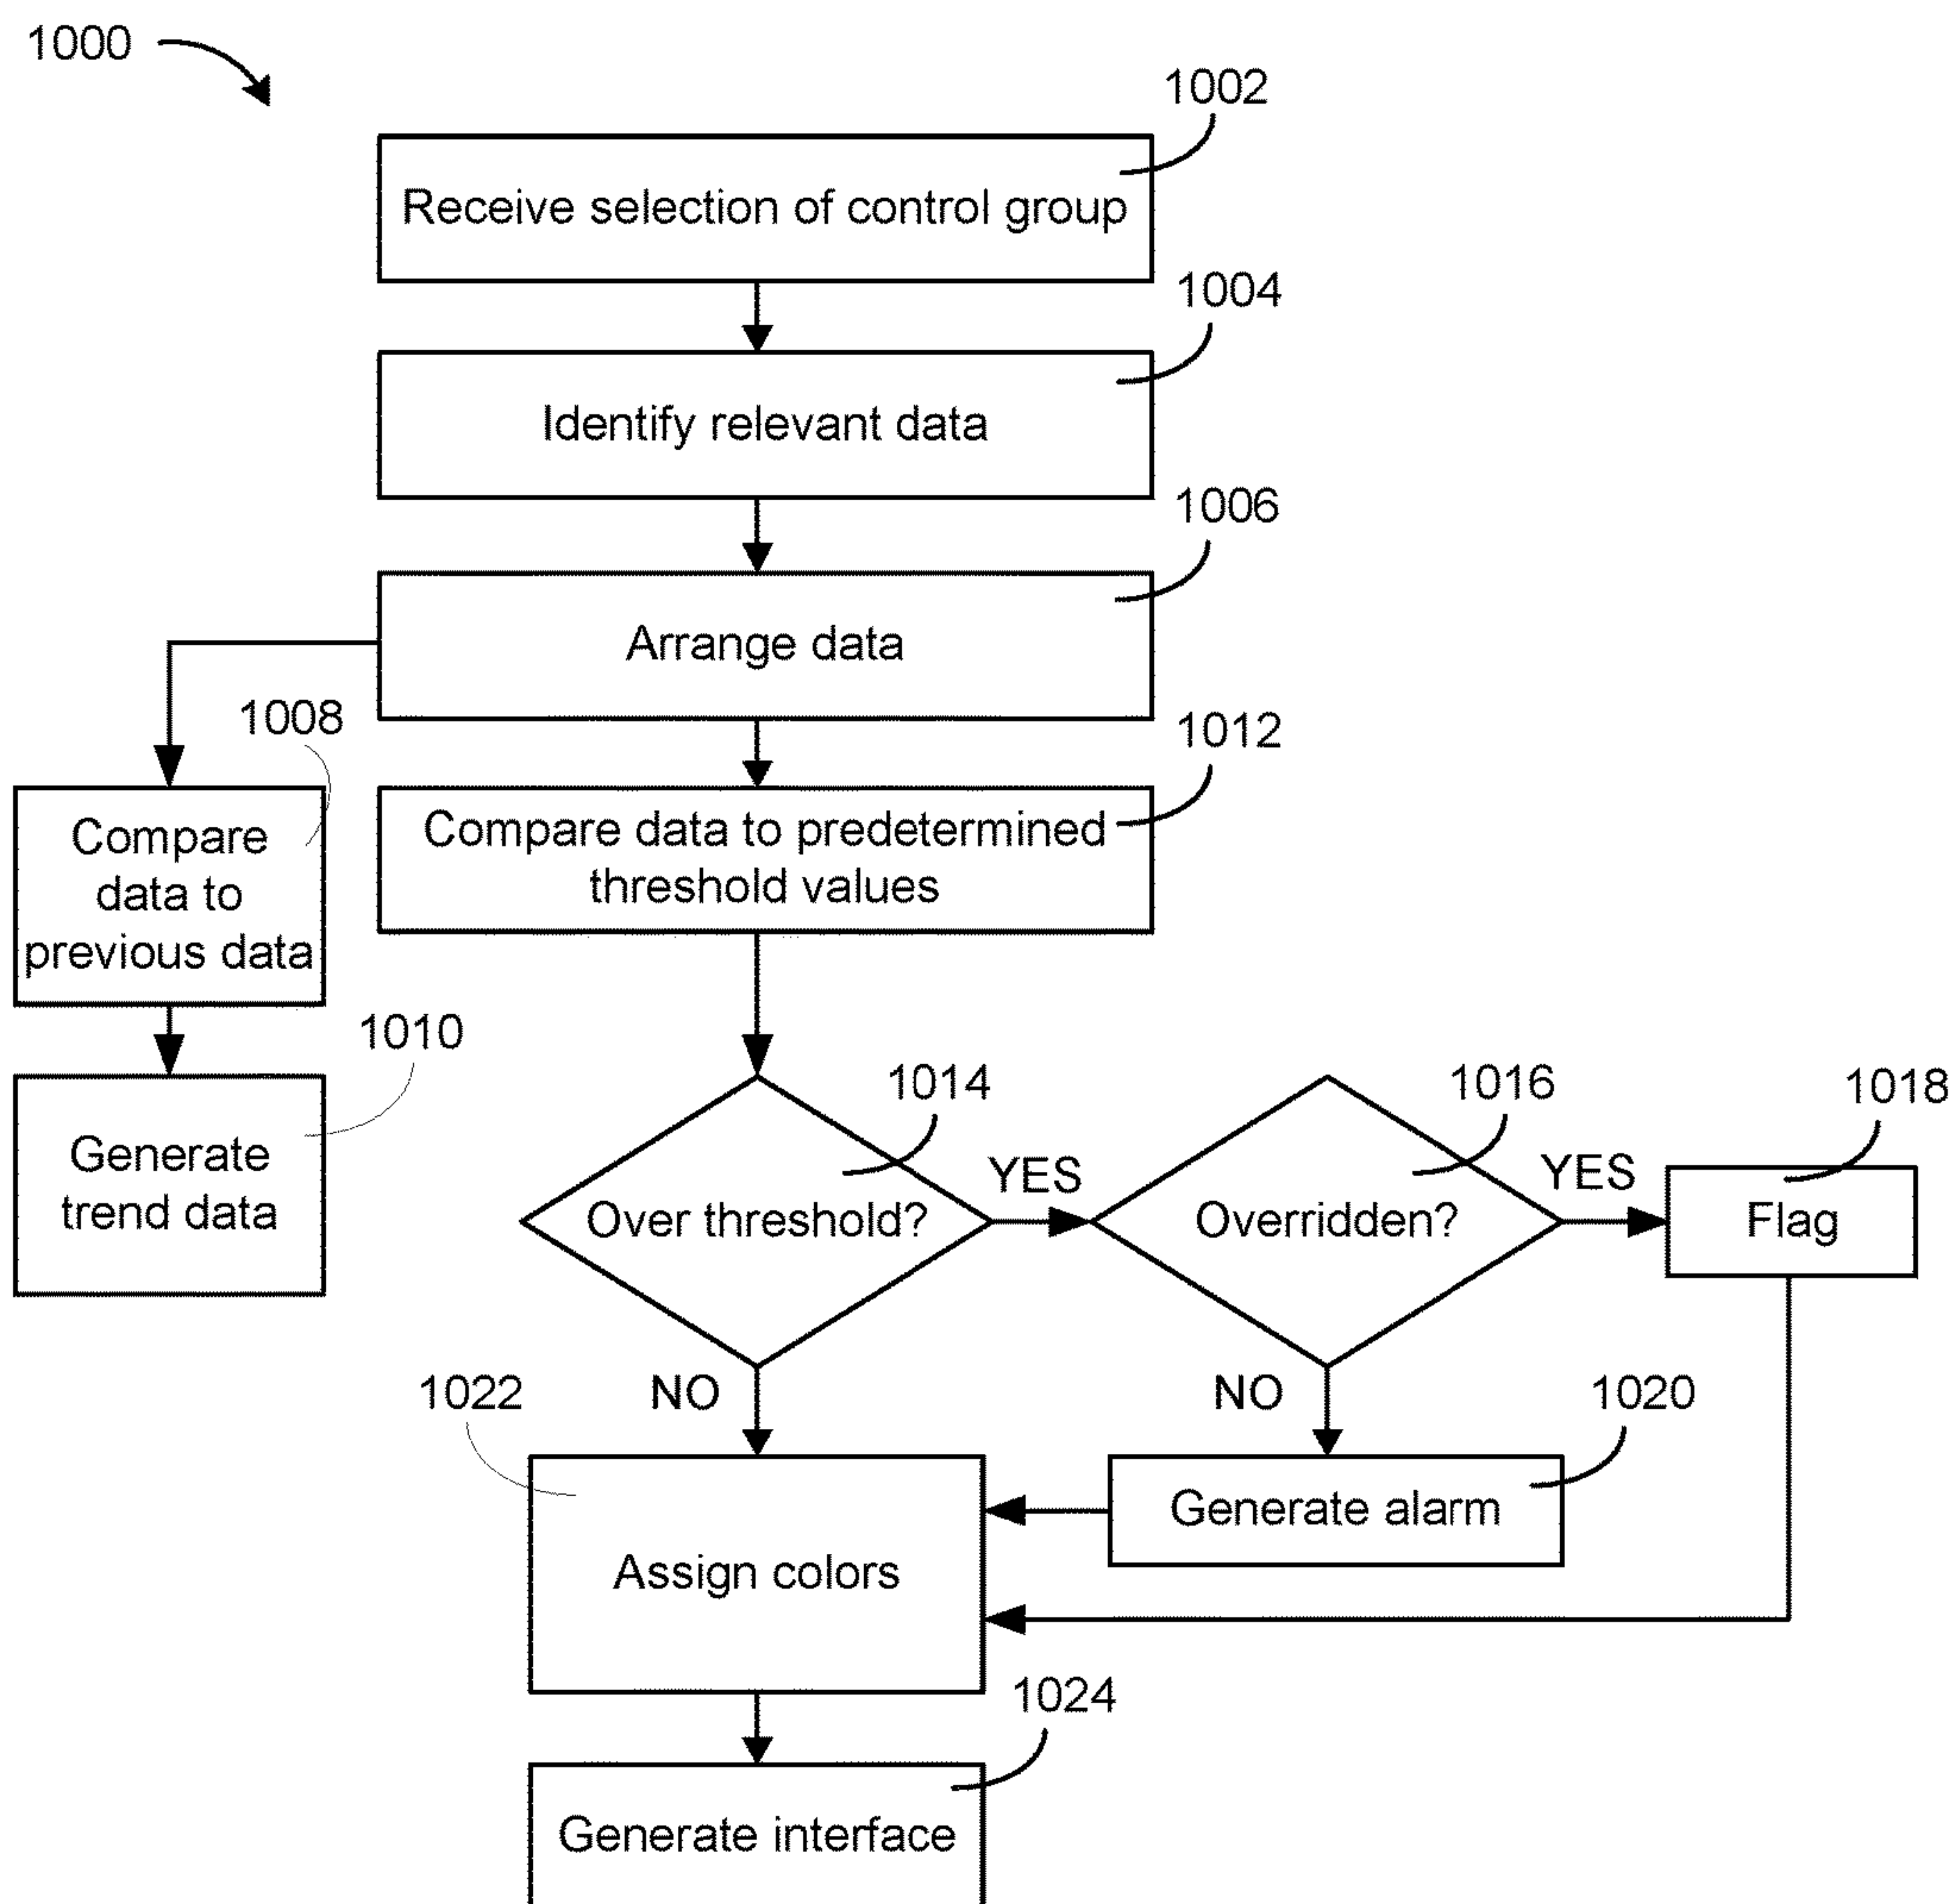 1000
1002
Receive selection of control group
1004
Identify relevant data
1006
Arrange data
1008
Compare
data to
previous data
1010
Generate
trend data
1012
Compare data to predetermined
threshold values
1014
Over threshold?
YES
NO
1016
Overridden?
YES
NO
1018
Flag
1020
Generate alarm
1022
Assign colors
1024
Generate interface